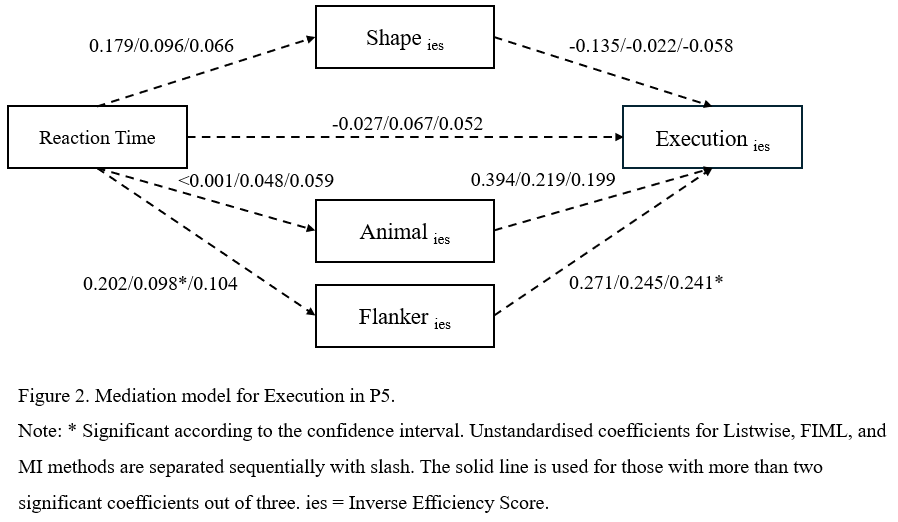 Shape ies
0.179/0.096/0.066
-0.135/-0.022/-0.058
-0.027/0.067/0.052
Reaction Time
Execution ies
<0.001/0.048/0.059
0.394/0.219/0.199
Animal ies
0.202/0.098*/0.104
0.271/0.245/0.241*
Flanker ies
Figure 2. Mediation model for Execution in P5.
Note: * Significant according to the confidence interval. Unstandardised coefficients for Listwise, FIML, and
MI methods are separated sequentially with slash. The solid line is used for those with more than two
significant coefficients out of three. ies = Inverse Efficiency Score.